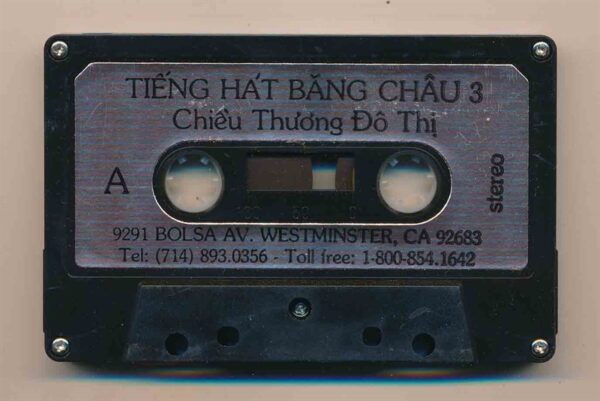 TIẾNG HÁT BĂNG CHÂU 3
Chiều Thương Đô Thị
A
stereo
9291 BOLSA AV. WESTMINSTER, CA 92683
Tel: (714) 893.0356 - Toll free: 1-800-854.1642